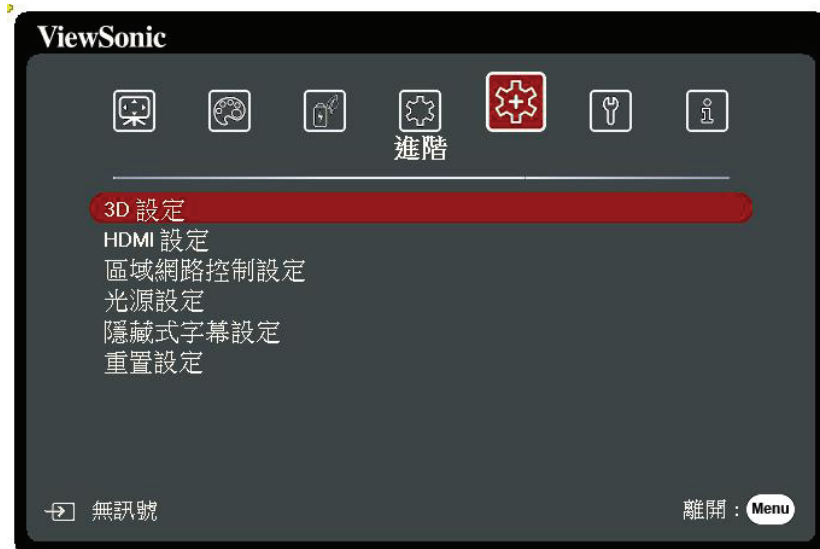 ViewSonic
進階
3D 設定
HDMI 設定
區域網路控制設定
光源設定
隱藏式字幕設定
重置設定
無訊號
離開：Menu